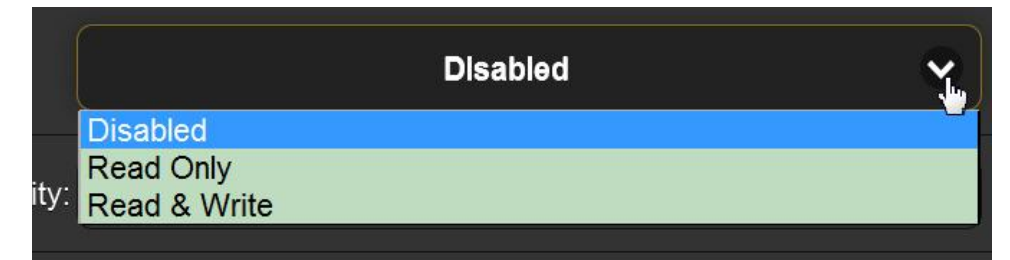 Disabled
Disabled
Read Only
ity:
Read & Write